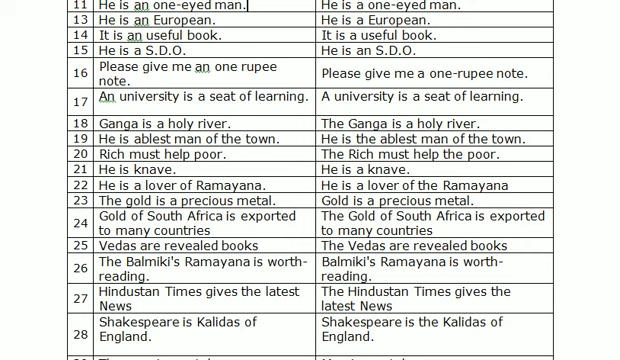 11 He is an one-eyed man. He is a one-eyed man.
13 He is an European. He is a European.
14 It is an useful book. It is a useful book.
15 He is a S.D.O. He is an S.D.O.
16 Please give me an one rupee note. Please give me a one-rupee note.
17 An university is a seat of learning. A university is a seat of learning.
18 Ganga is a holy river. The Ganga is a holy river.
19 He is ablest man of the town. He is the ablest man of the town.
20 Rich must help poor. The Rich must help the poor.
21 He is knave. He is a knave.
22 He is a lover of Ramayana. He is a lover of the Ramayana
23 The gold is a precious metal. Gold is a precious metal.
24 Gold of South Africa is exported to many countries The Gold of South Africa is exported to many countries
25 Vedas are revealed books The Vedas are revealed books
26 The Balmiki's Ramayana is worth-reading. Balmiki's Ramayana is worth-reading.
27 Hindustan Times gives the latest News The Hindustan Times gives the latest News
28 Shakespeare is Kalidas of England. Shakespeare is the Kalidas of England.